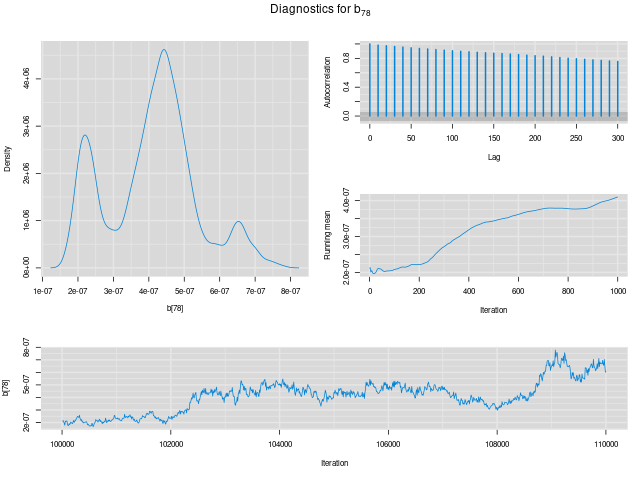 Diagnostics for b78
Density
0e+00 1e+06 2e+06 3e+06 4e+06
1e-07 2e-07 3e-07 4e-07 5e-07 6e-07 7e-07 8e-07
b[78]
Autocorrelation
0.0 0.4 0.8
0 50 100 150 200 250 300
Lag
Running mean
2.0e-07 3.0e-07 4.0e-07
0 200 400 600 800 1000
Iteration
b[78]
2e-07 5e-07 8e-07
100000 102000 104000 106000 108000 110000
Iteration